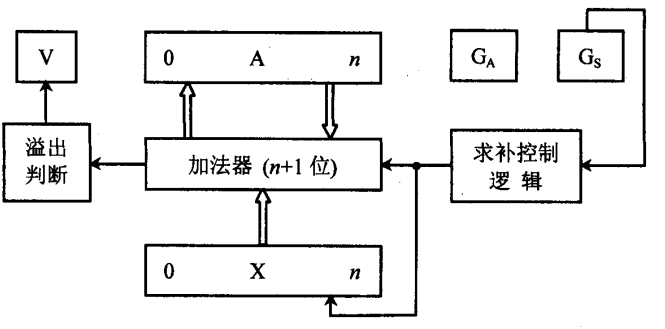 V
0 A n
G_A
G_S
溢出
判断
加法器 (n+1 位)
求补控制
逻 辑
0 X n